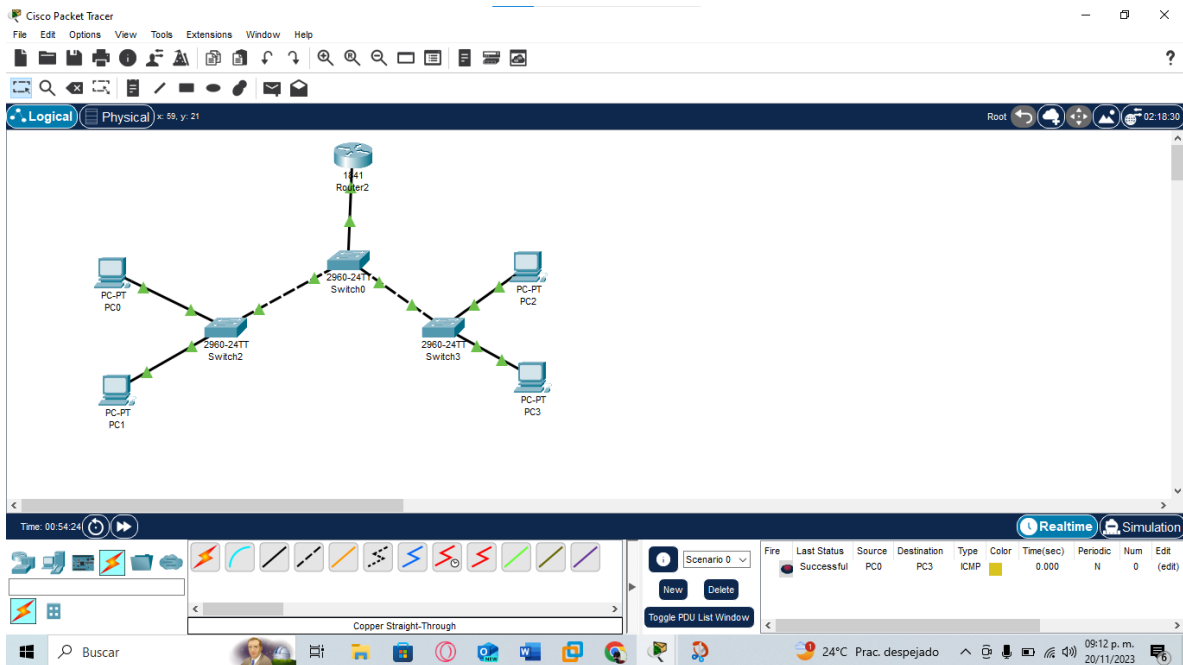 Cisco Packet Tracer
File Edit Options View Tools Extensions Window Help
?
Logical Physical x: 59, y: 21 Root 02:18:30
1841
Router2
2960-24TT
Switch0
PC-PT
PC0
PC-PT
PC2
2960-24TT
Switch2
2960-24TT
Switch3
PC-PT
PC1
PC-PT
PC3
Time: 00:54:24 Realtime Simulation
Scenario 0
New Delete
Toggle PDU List Window
Fire Last Status Source Destination Type Color Time(sec) Periodic Num Edit
Successful PC0 PC3 ICMP 0.000 N 0 (edit)
Copper Straight-Through
Buscar
NEW
24°C Prac. despejado
09:12 p. m.
20/11/2023
6